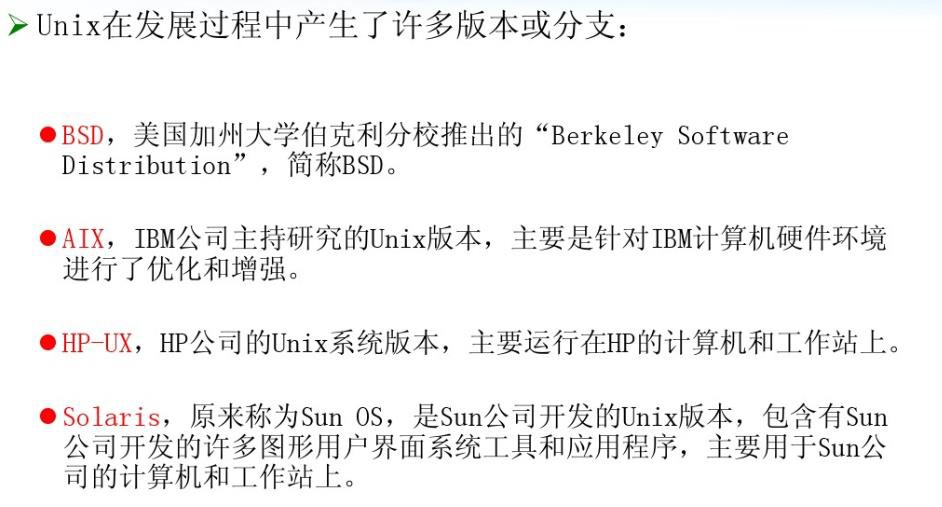 Unix在发展过程中产生了许多版本或分支：
BSD，美国加州大学伯克利分校推出的“Berkeley Software
Distribution”，简称BSD。
AIX，IBM公司主持研究的Unix版本，主要是针对IBM计算机硬件环境
进行了优化和增强。
HP-UX，HP公司的Unix系统版本，主要运行在HP的计算机和工作站上。
Solaris，原来称为Sun OS，是Sun公司开发的Unix版本，包含有Sun
公司开发的许多图形用户界面系统工具和应用程序，主要用于Sun公
司的计算机和工作站上。